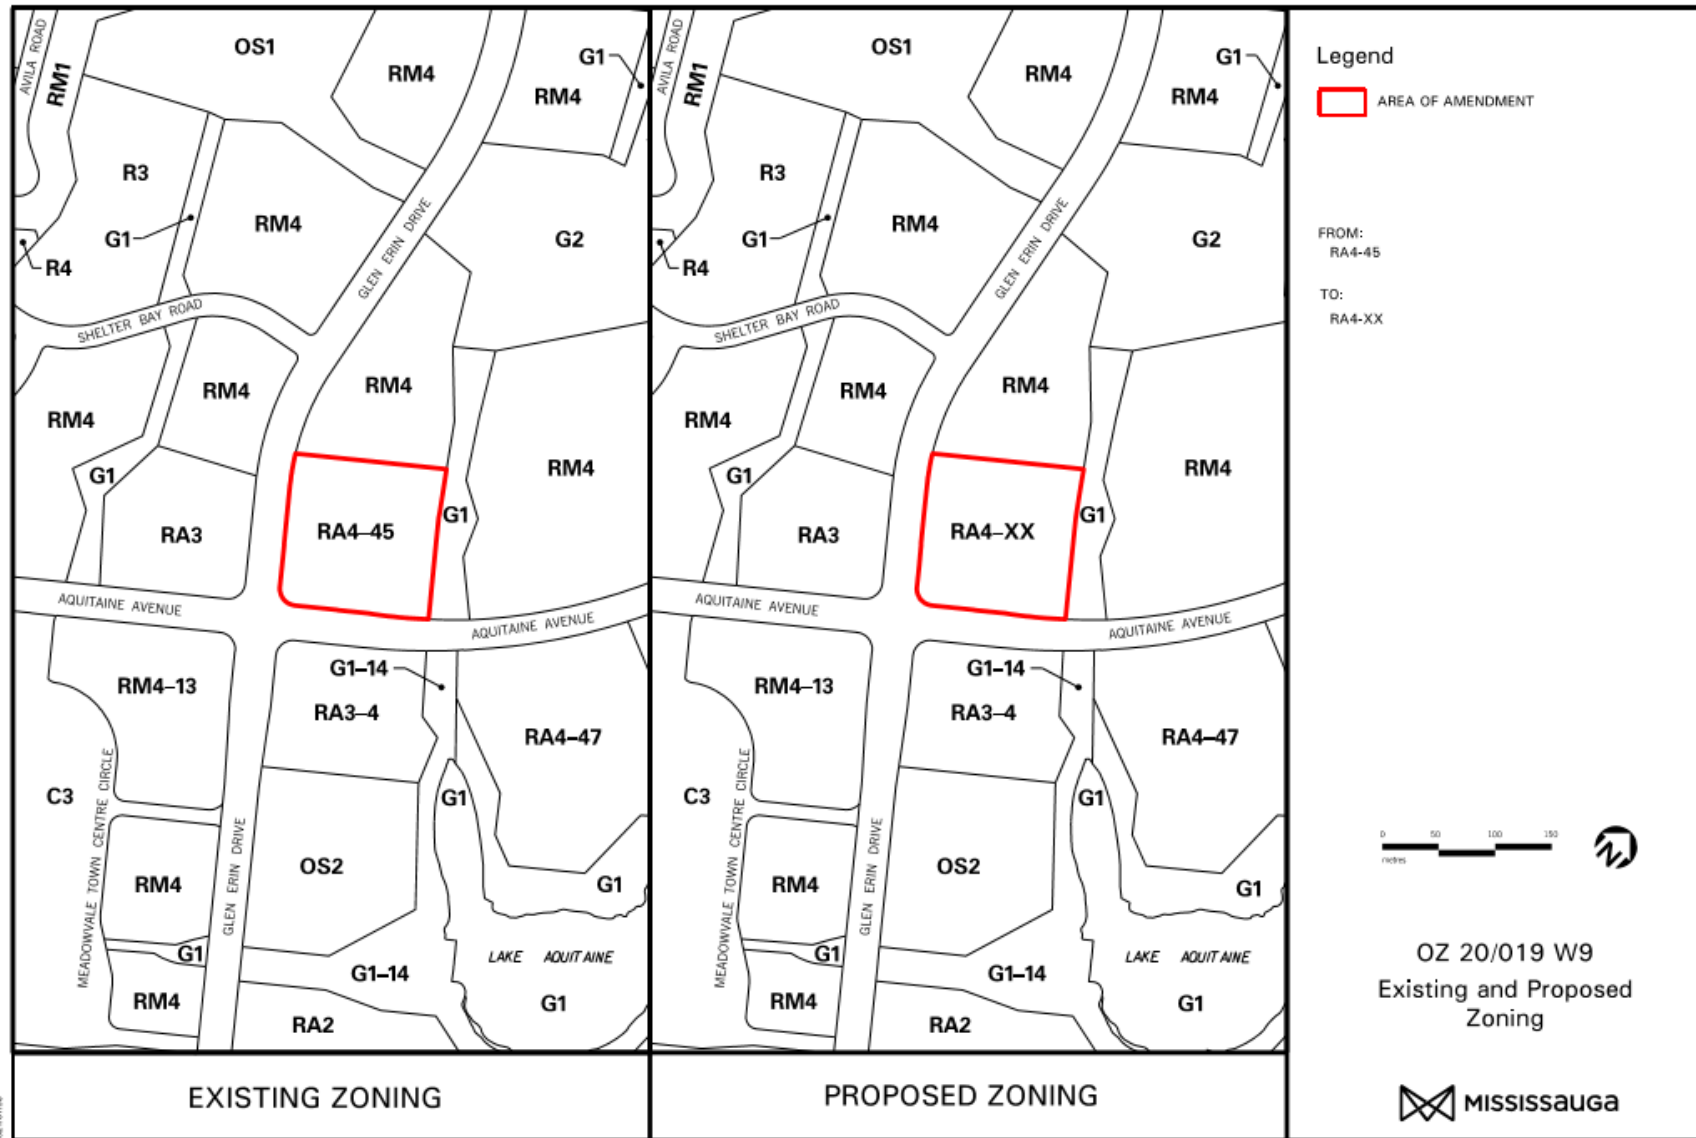 AVILA ROAD
RM1
OS1
RM4
G1
RM4
R3
G1
RM4
GLEN ERIN DRIVE
G2
R4
SHELTER BAY ROAD
RM4
RM4
RM4
G1
RM4
RA3
RA4–45
G1
AQUITAINE AVENUE
AQUITAINE AVENUE
RM4–13
G1–14
RA3–4
RA4–47
MEADOWVALE TOWN CENTRE CIRCLE
C3
G1
GLEN ERIN DRIVE
RM4
OS2
G1
G1
LAKE AQUITAINE
G1–14
RM4
G1
RA2
EXISTING ZONING
AVILA ROAD
RM1
OS1
RM4
G1
RM4
R3
G1
RM4
GLEN ERIN DRIVE
G2
R4
SHELTER BAY ROAD
RM4
RM4
RM4
G1
RM4
RA3
RA4–XX
G1
AQUITAINE AVENUE
AQUITAINE AVENUE
RM4–13
G1–14
RA3–4
RA4–47
MEADOWVALE TOWN CENTRE CIRCLE
C3
G1
GLEN ERIN DRIVE
RM4
OS2
G1
G1
LAKE AQUITAINE
G1–14
RM4
G1
RA2
PROPOSED ZONING
Legend
AREA OF AMENDMENT
FROM:
RA4-45
TO:
RA4-XX
0 50 100 150
metres
OZ 20/019 W9
Existing and Proposed
Zoning
MISSISSAUGA